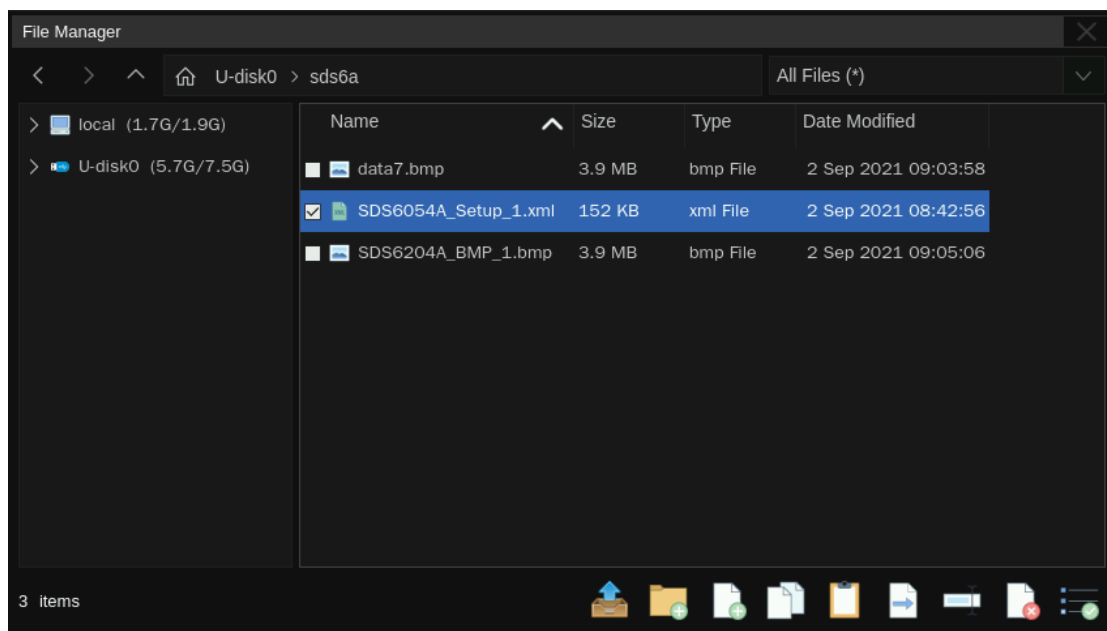 File Manager
U-disk0 > sds6a All Files (*)
local (1.7G/1.9G)
U-disk0 (5.7G/7.5G)
Name Size Type Date Modified
data7.bmp 3.9 MB bmp File 2 Sep 2021 09:03:58
SDS6054A_Setup_1.xml 152 KB xml File 2 Sep 2021 08:42:56
SDS6204A_BMP_1.bmp 3.9 MB bmp File 2 Sep 2021 09:05:06
3 items